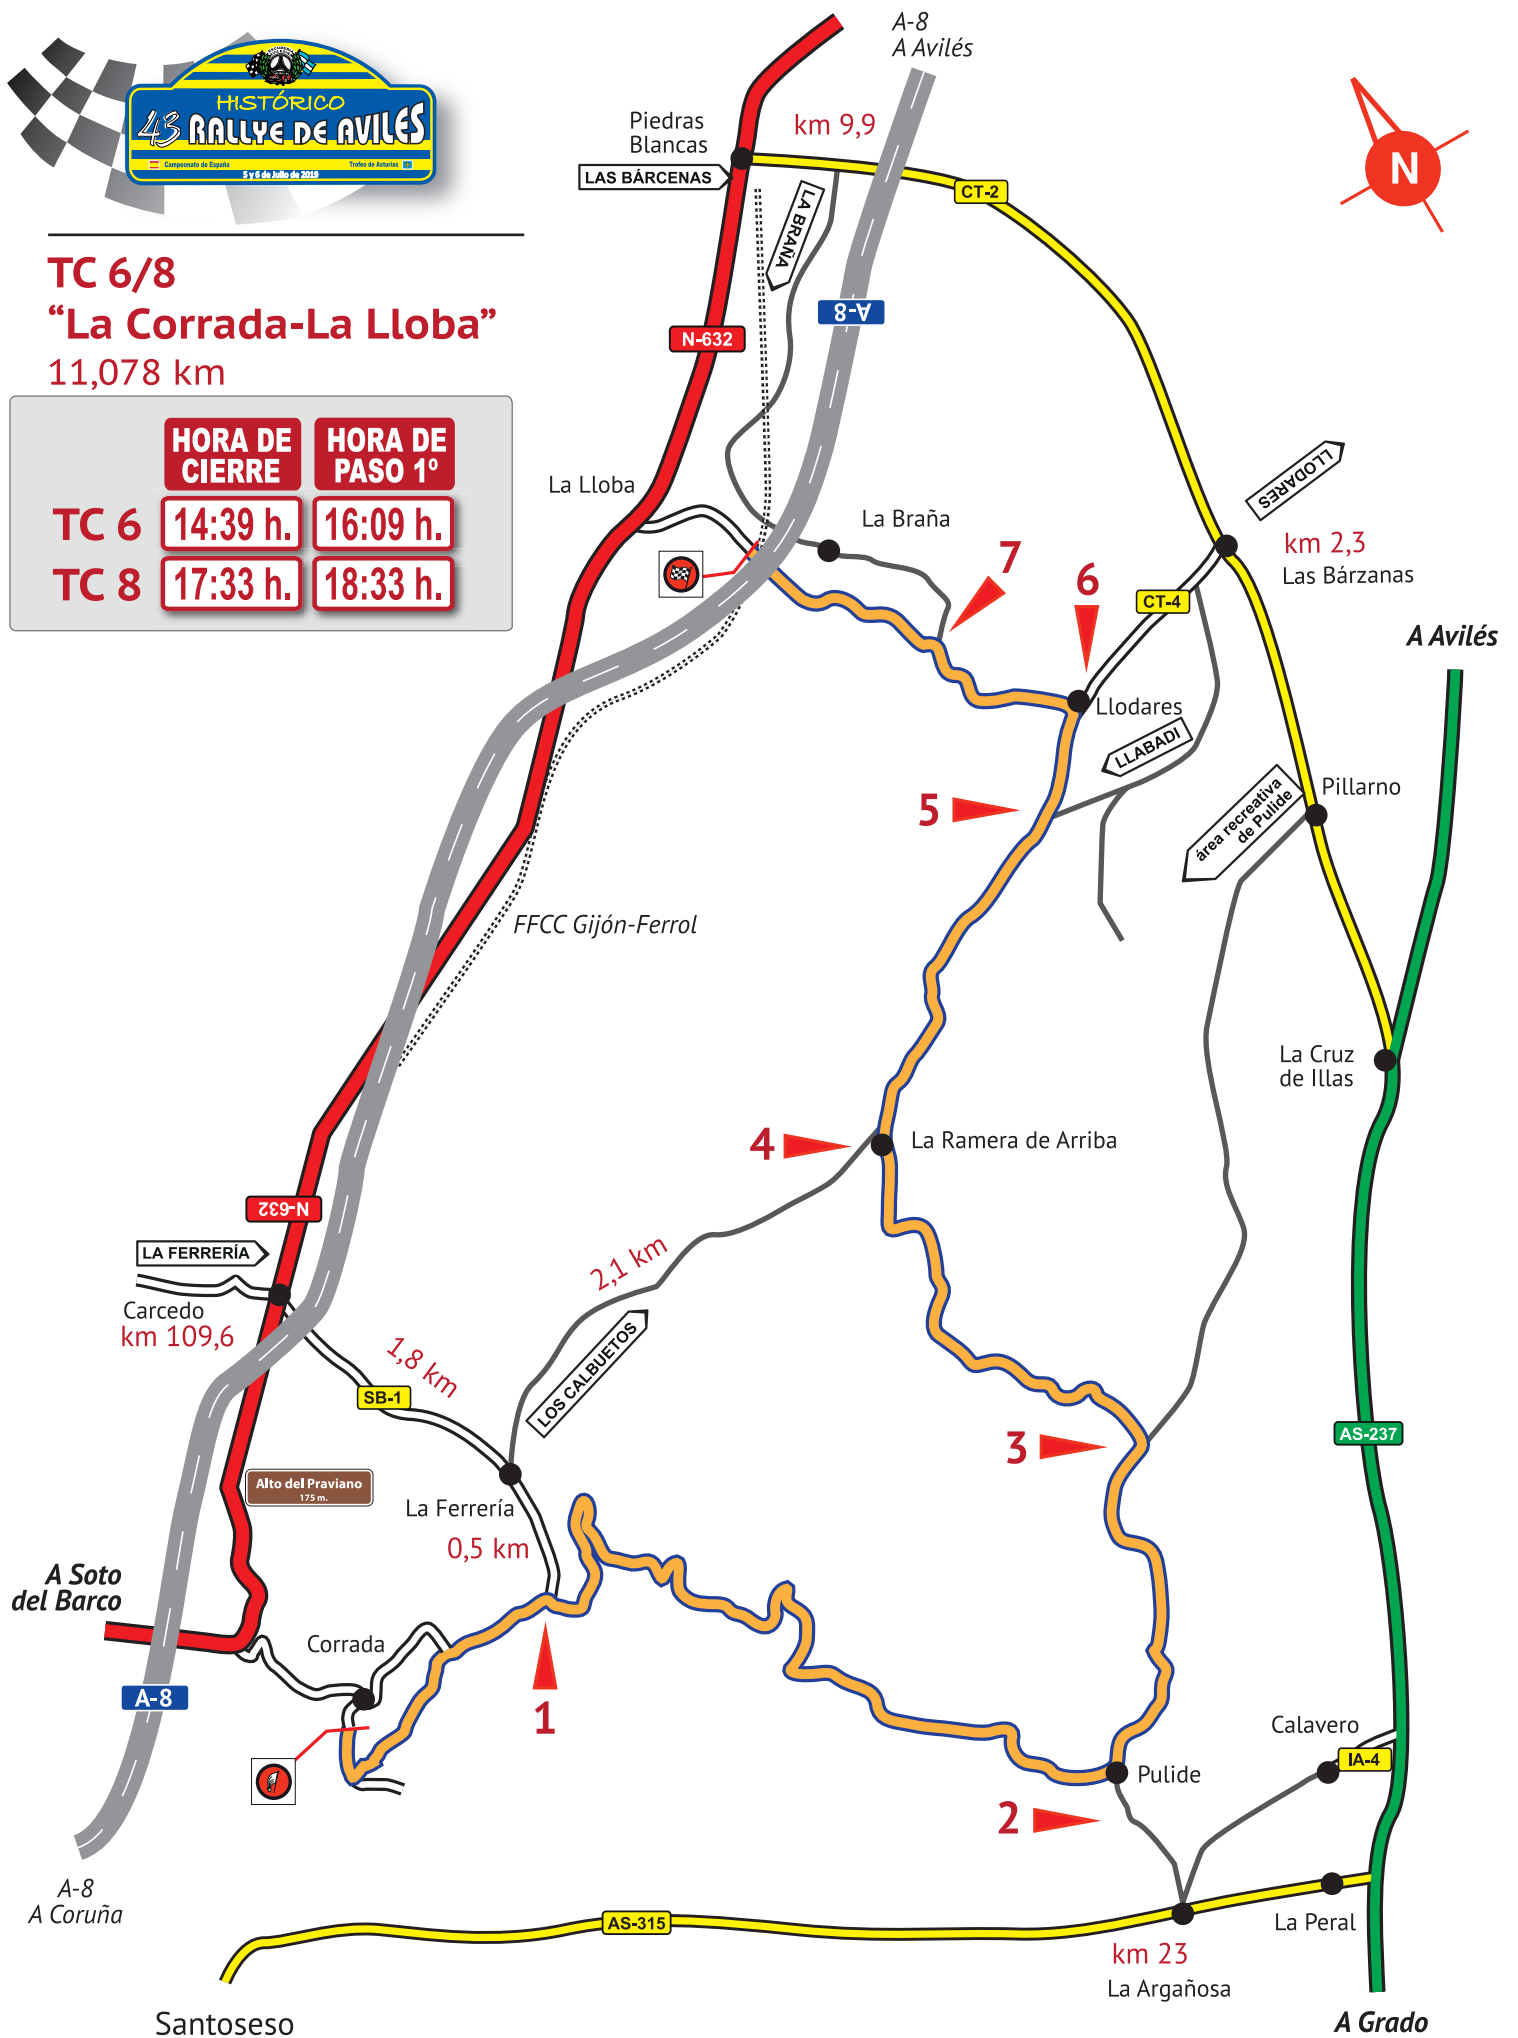 HISTÓRICO
43 RALLYE DE AVILES
Campeonato de España
Trofeo de Asturias
5 y 6 de Julio de 2019
TC 6/8
“La Corrada-La Lloba”
11,078 km
HORA DE
CIERRE
HORA DE
PASO 1º
TC 6
14:39 h.
16:09 h.
TC 8
17:33 h.
18:33 h.
A-8
A Avilés
N
Piedras
Blancas
km 9,9
LAS BÁRCENAS
LA BRAÑA
CT-2
A-8
N-632
La Lloba
La Braña
LLODARES
km 2,3
Las Bárzanas
7
6
CT-4
A Avilés
Llodares
LLABADI
5
Pillarno
área recreativa
de Pulide
FFCC Gijón-Ferrol
La Cruz
de Illas
4
La Ramera de Arriba
N-632
LA FERRERÍA
Carcedo
km 109,6
2,1 km
1,8 km
LOS CALBUETOS
SB-1
3
AS-237
Alto del Praviano
175 m.
La Ferrería
0,5 km
A Soto
del Barco
Corrada
A-8
1
Calavero
IA-4
Pulide
2
A-8
A Coruña
AS-315
La Peral
km 23
La Argañosa
Santoseso
A Grado